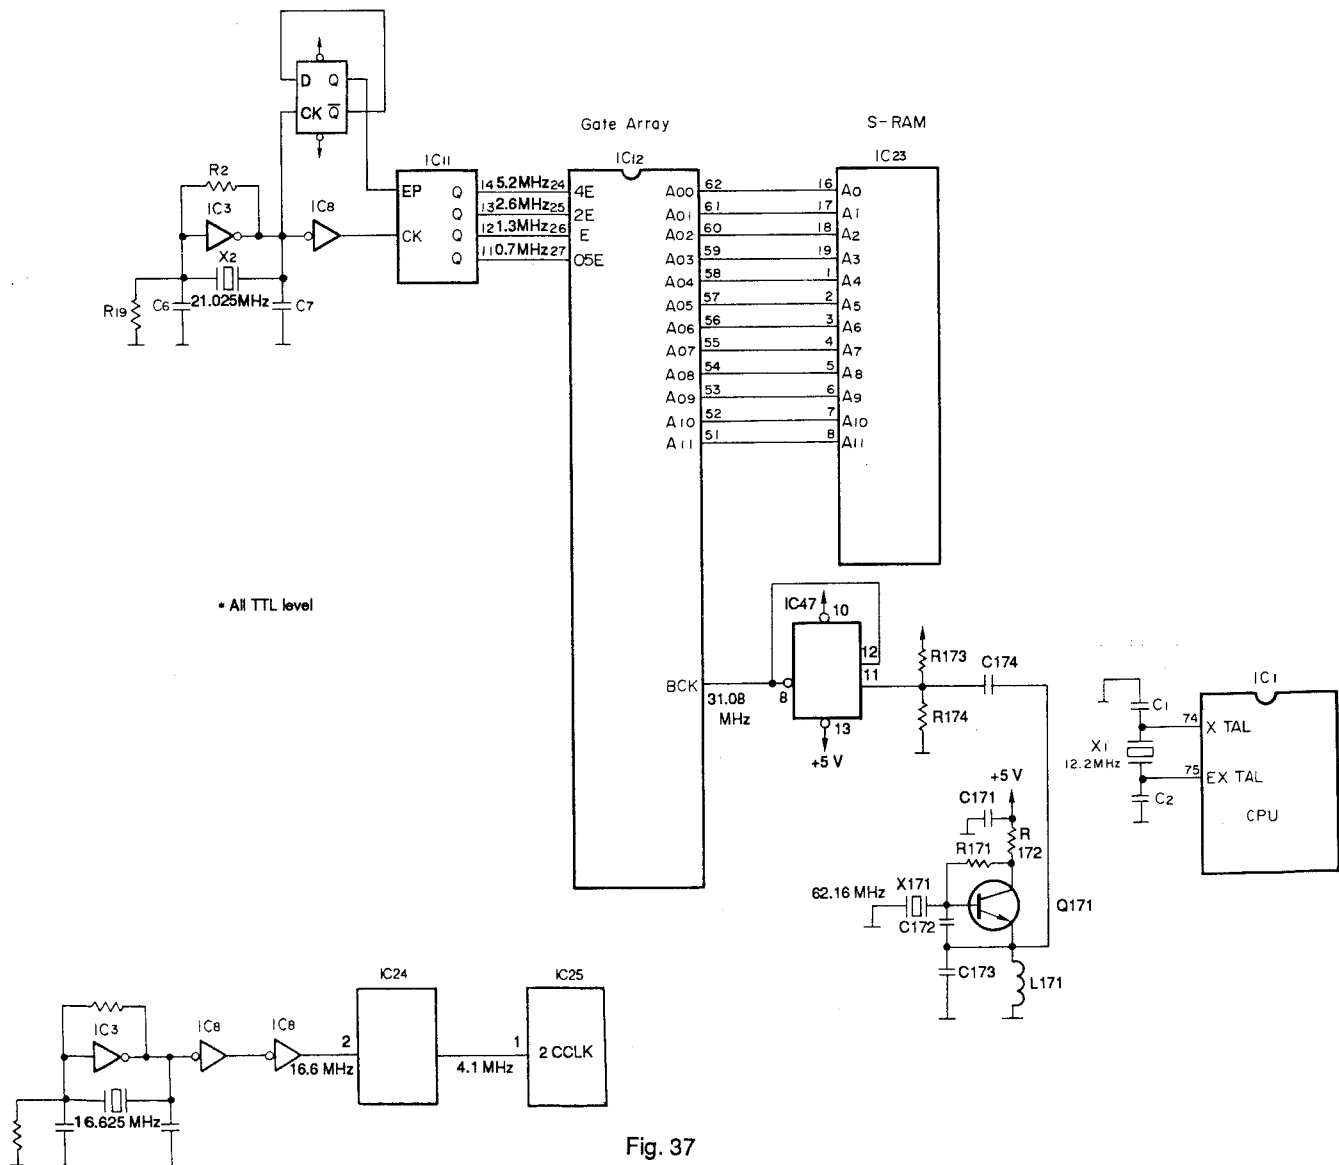 D Q
CK Q̅
R2
IC3
X2
21.025MHz
R19
C6
C7
IC8
IC11
EP Q
Q
CK Q
Q
14 5.2MHz 24
13 2.6MHz 25
12 1.3MHz 26
11 0.7MHz 27
Gate Array
IC12
4E
2E
E
05E
A00 62
A01 61
A02 60
A03 59
A04 58
A05 57
A06 56
A07 55
A08 54
A09 53
A10 52
A11 51
BCK
31.08
MHz
S-RAM
IC23
16 A0
17 A1
18 A2
19 A3
1 A4
2 A5
3 A6
4 A7
5 A8
6 A9
7 A10
8 A11
* All TTL level
IC47
10
12
11
8
13
+5 V
R173
R174
C174
IC1
C1
74 X TAL
X1
12.2MHz
75 EX TAL
C2
CPU
+5 V
C171
R
172
R171
62.16 MHz
X171
C172
Q171
C173
L171
IC3
16.625 MHz
IC8
IC8
2
16.6 MHz
IC24
4.1 MHz
1
IC25
2 CCLK
Fig. 37